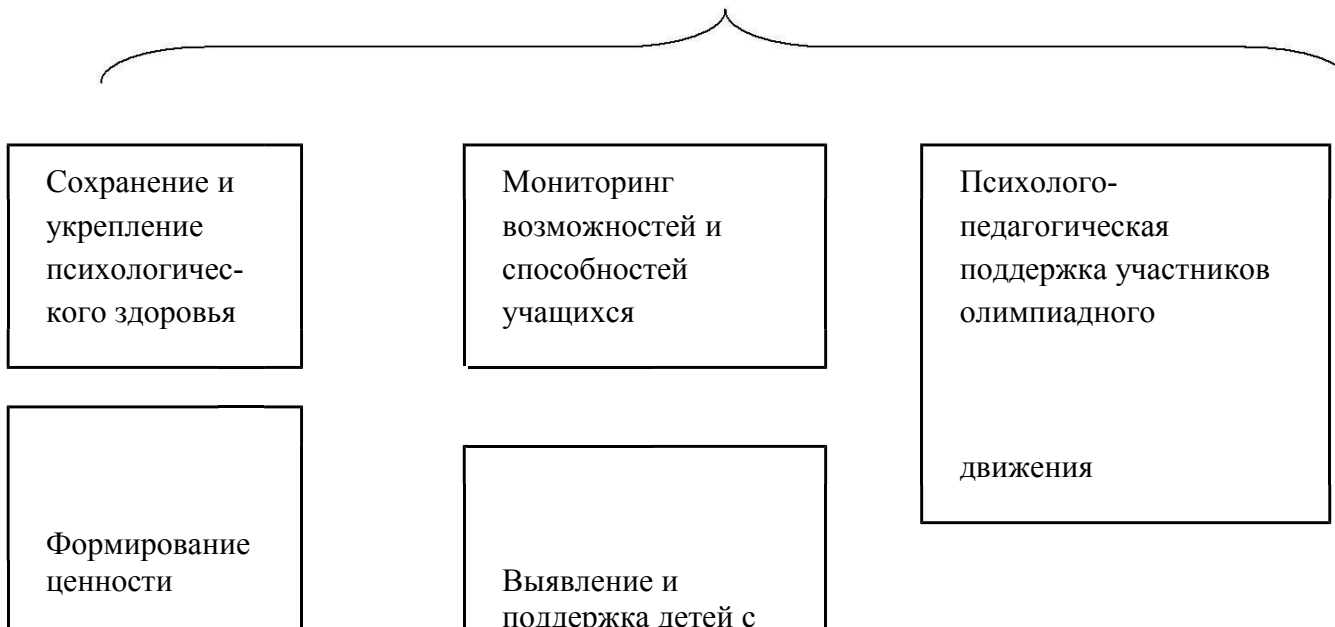 Сохранение и
укрепление
психологичес-
кого здоровья
Мониторинг
возможностей и
способностей
учащихся
Психолого-
педагогическая
поддержка участников
олимпиадного
движения
Формирование
ценности
Выявление и
поддержка детей с